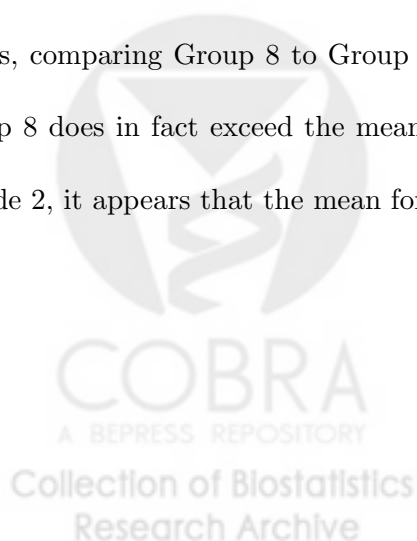 s, comparing Group 8 to Group
p 8 does in fact exceed the mean
de 2, it appears that the mean for
COBRA
A BEPRESS REPOSITORY
Collection of Biostatistics
Research Archive